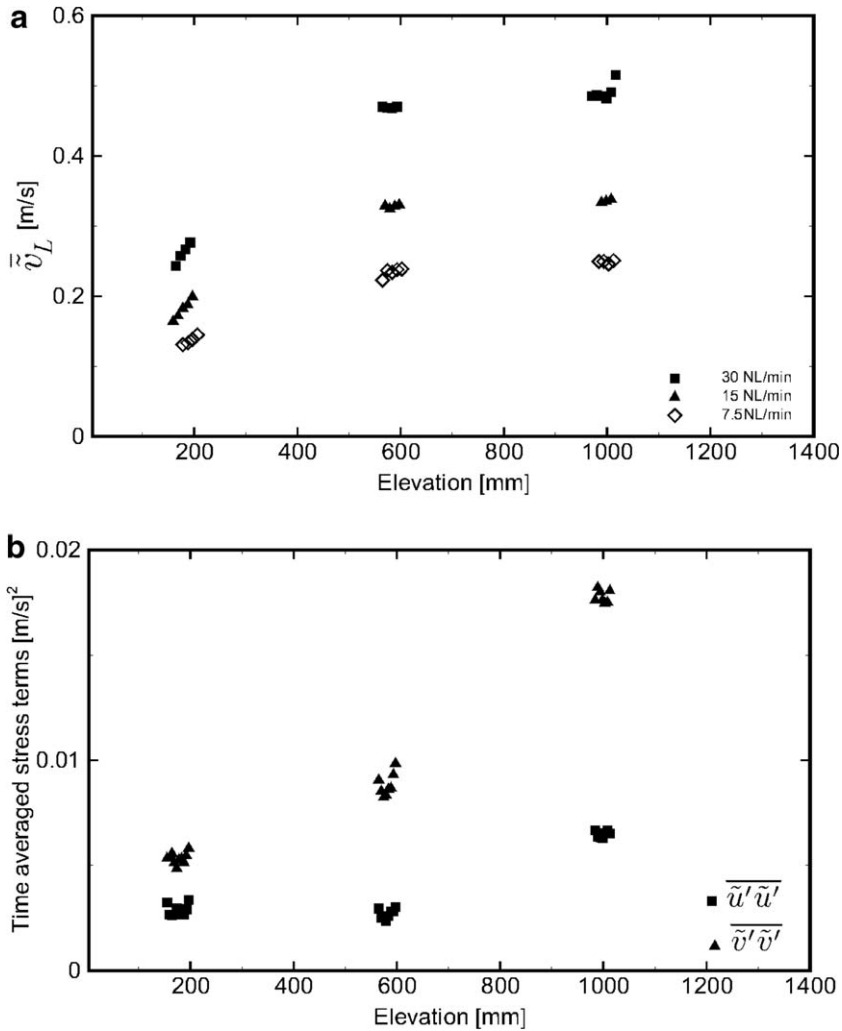 a
0.6
0.4
0.2
0
v̄̃_L [m/s]
30 NL/min
15 NL/min
7.5NL/min
200 400 600 800 1000 1200 1400
Elevation [mm]
b
0.02
0.01
0
Time averaged stress terms [m/s]²
ũ'ũ'
ṽ'ṽ'
200 400 600 800 1000 1200 1400
Elevation [mm]